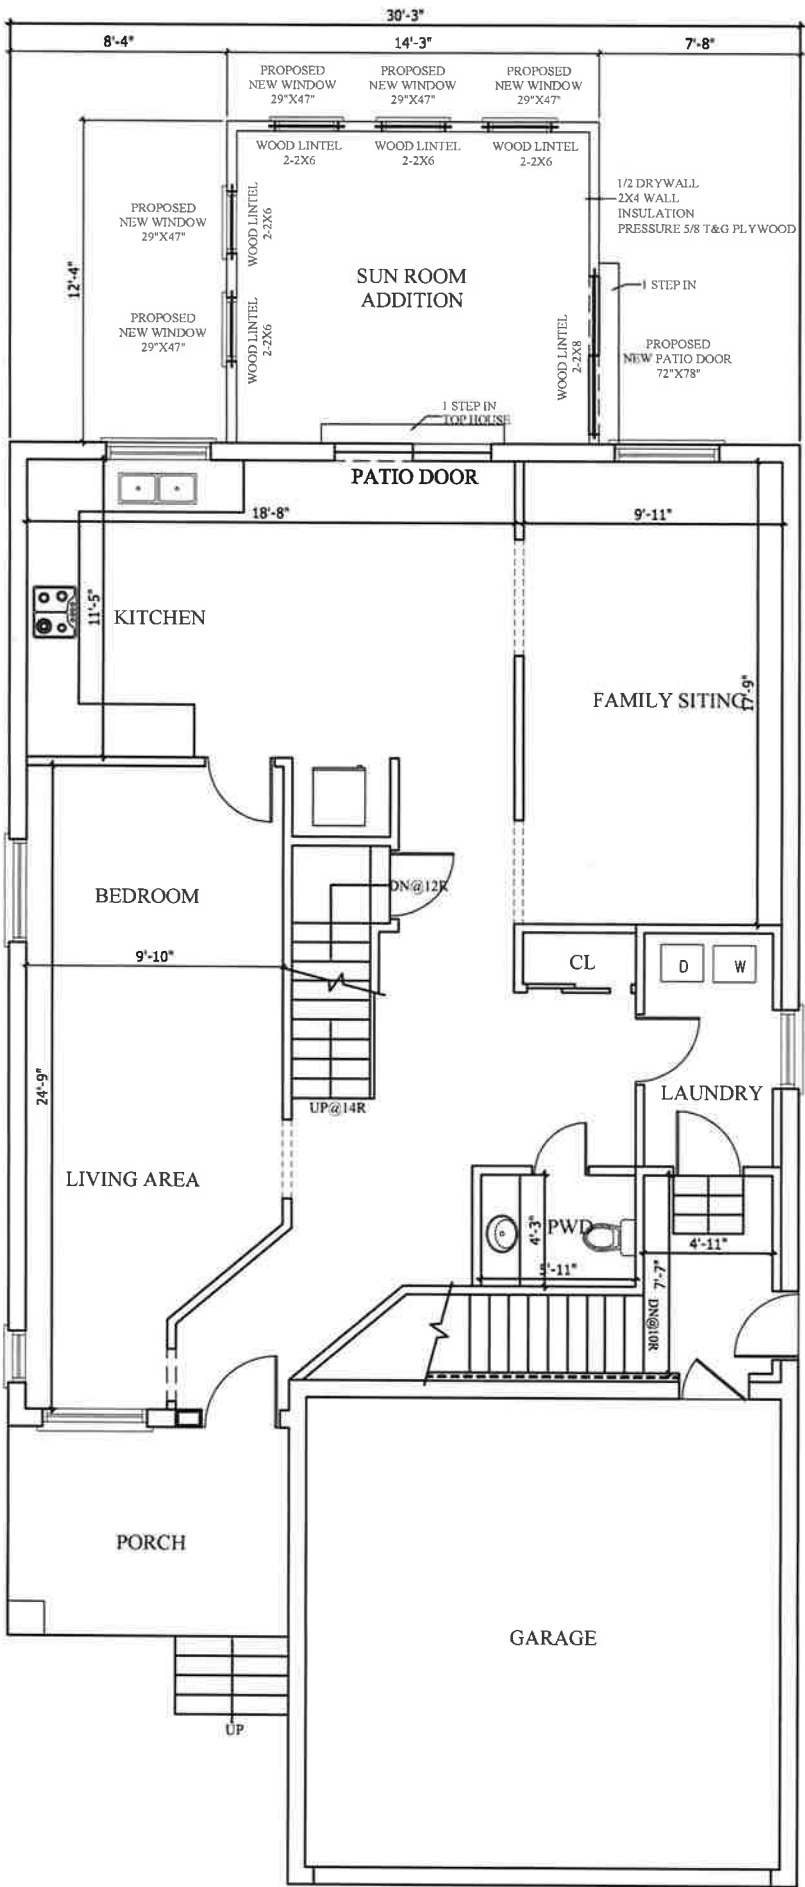 30'-3"
8'-4"
14'-3"
7'-8"
PROPOSED
NEW WINDOW
29"X47"
PROPOSED
NEW WINDOW
29"X47"
PROPOSED
NEW WINDOW
29"X47"
WOOD LINTEL
2-2X6
WOOD LINTEL
2-2X6
WOOD LINTEL
2-2X6
1/2 DRYWALL
2X4 WALL
INSULATION
PRESSURE 5/8 T&G PLYWOOD
PROPOSED
NEW WINDOW
29"X47"
WOOD LINTEL
2-2X6
12'-4"
SUN ROOM
ADDITION
1 STEP IN
PROPOSED
NEW WINDOW
29"X47"
WOOD LINTEL
2-2X6
WOOD LINTEL
2-2X8
PROPOSED
NEW PATIO DOOR
72"X78"
1 STEP IN
TOP HOUSE
PATIO DOOR
18'-8"
9'-11"
11'-5"
KITCHEN
FAMILY SITING
17'-9"
BEDROOM
DN@12R
9'-10"
CL
D
W
24'-9"
UP@14R
LAUNDRY
LIVING AREA
4'-3"
PWD
5'-11"
4'-11"
7'-7"
DN@10R
PORCH
GARAGE
UP